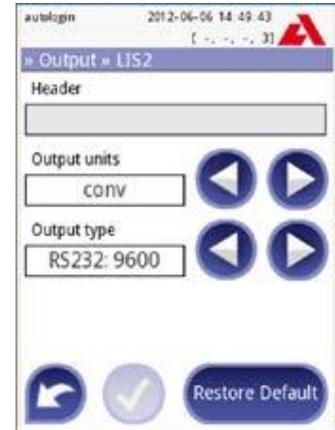 autologin 2012-06-06 14:49:43
[ -, -, -, 3]
» Output » LIS2
Header
Output units
conv
Output type
RS232: 9600
Restore Default